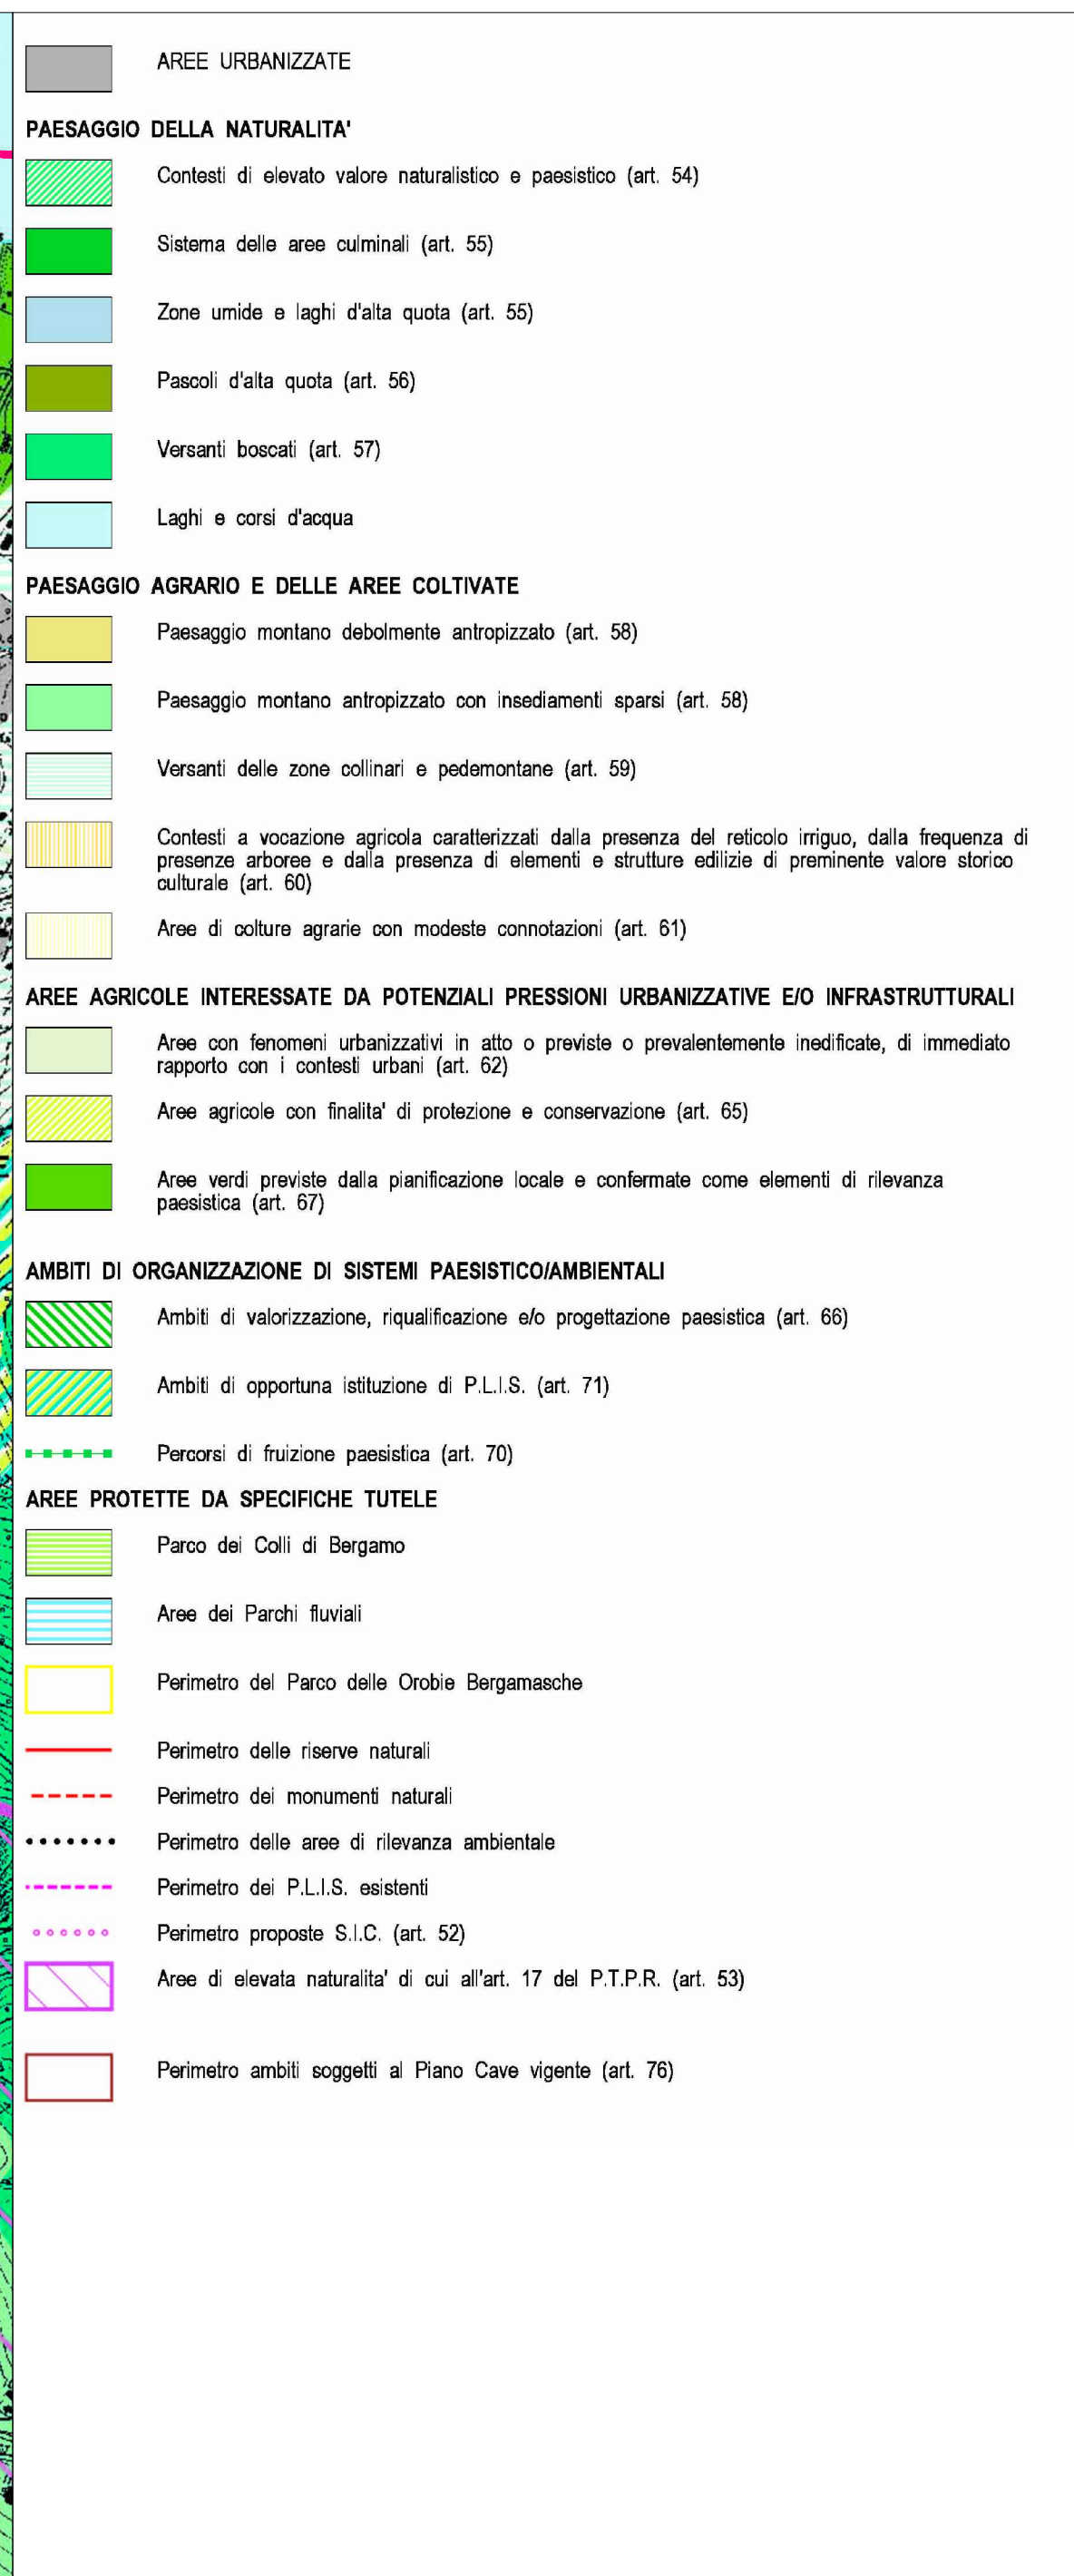 AREE URBANIZZATE
PAESAGGIO DELLA NATURALITA'
Contesti di elevato valore naturalistico e paesistico (art. 54)
Sistema delle aree culminali (art. 55)
Zone umide e laghi d'alta quota (art. 55)
Pascoli d'alta quota (art. 56)
Versanti boscati (art. 57)
Laghi e corsi d'acqua
PAESAGGIO AGRARIO E DELLE AREE COLTIVATE
Paesaggio montano debolmente antropizzato (art. 58)
Paesaggio montano antropizzato con insediamenti sparsi (art. 58)
Versanti delle zone collinari e pedemontane (art. 59)
Contesti a vocazione agricola caratterizzati dalla presenza del reticolo irriguo, dalla frequenza di
presenze arboree e dalla presenza di elementi e strutture edilizie di preminente valore storico
culturale (art. 60)
Aree di colture agrarie con modeste connotazioni (art. 61)
AREE AGRICOLE INTERESSATE DA POTENZIALI PRESSIONI URBANIZZATIVE E/O INFRASTRUTTURALI
Aree con fenomeni urbanizzativi in atto o previste o prevalentemente inedificate, di immediato
rapporto con i contesti urbani (art. 62)
Aree agricole con finalita' di protezione e conservazione (art. 65)
Aree verdi previste dalla pianificazione locale e confermate come elementi di rilevanza
paesistica (art. 67)
AMBITI DI ORGANIZZAZIONE DI SISTEMI PAESISTICO/AMBIENTALI
Ambiti di valorizzazione, riqualificazione e/o progettazione paesistica (art. 66)
Ambiti di opportuna istituzione di P.L.I.S. (art. 71)
Percorsi di fruizione paesistica (art. 70)
AREE PROTETTE DA SPECIFICHE TUTELE
Parco dei Colli di Bergamo
Aree dei Parchi fluviali
Perimetro del Parco delle Orobie Bergamasche
Perimetro delle riserve naturali
Perimetro dei monumenti naturali
Perimetro delle aree di rilevanza ambientale
Perimetro dei P.L.I.S. esistenti
Perimetro proposte S.I.C. (art. 52)
Aree di elevata naturalita' di cui all'art. 17 del P.T.P.R. (art. 53)
Perimetro ambiti soggetti al Piano Cave vigente (art. 76)